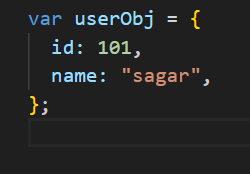 var userObj = {
  id: 101,
  name: "sagar",
};